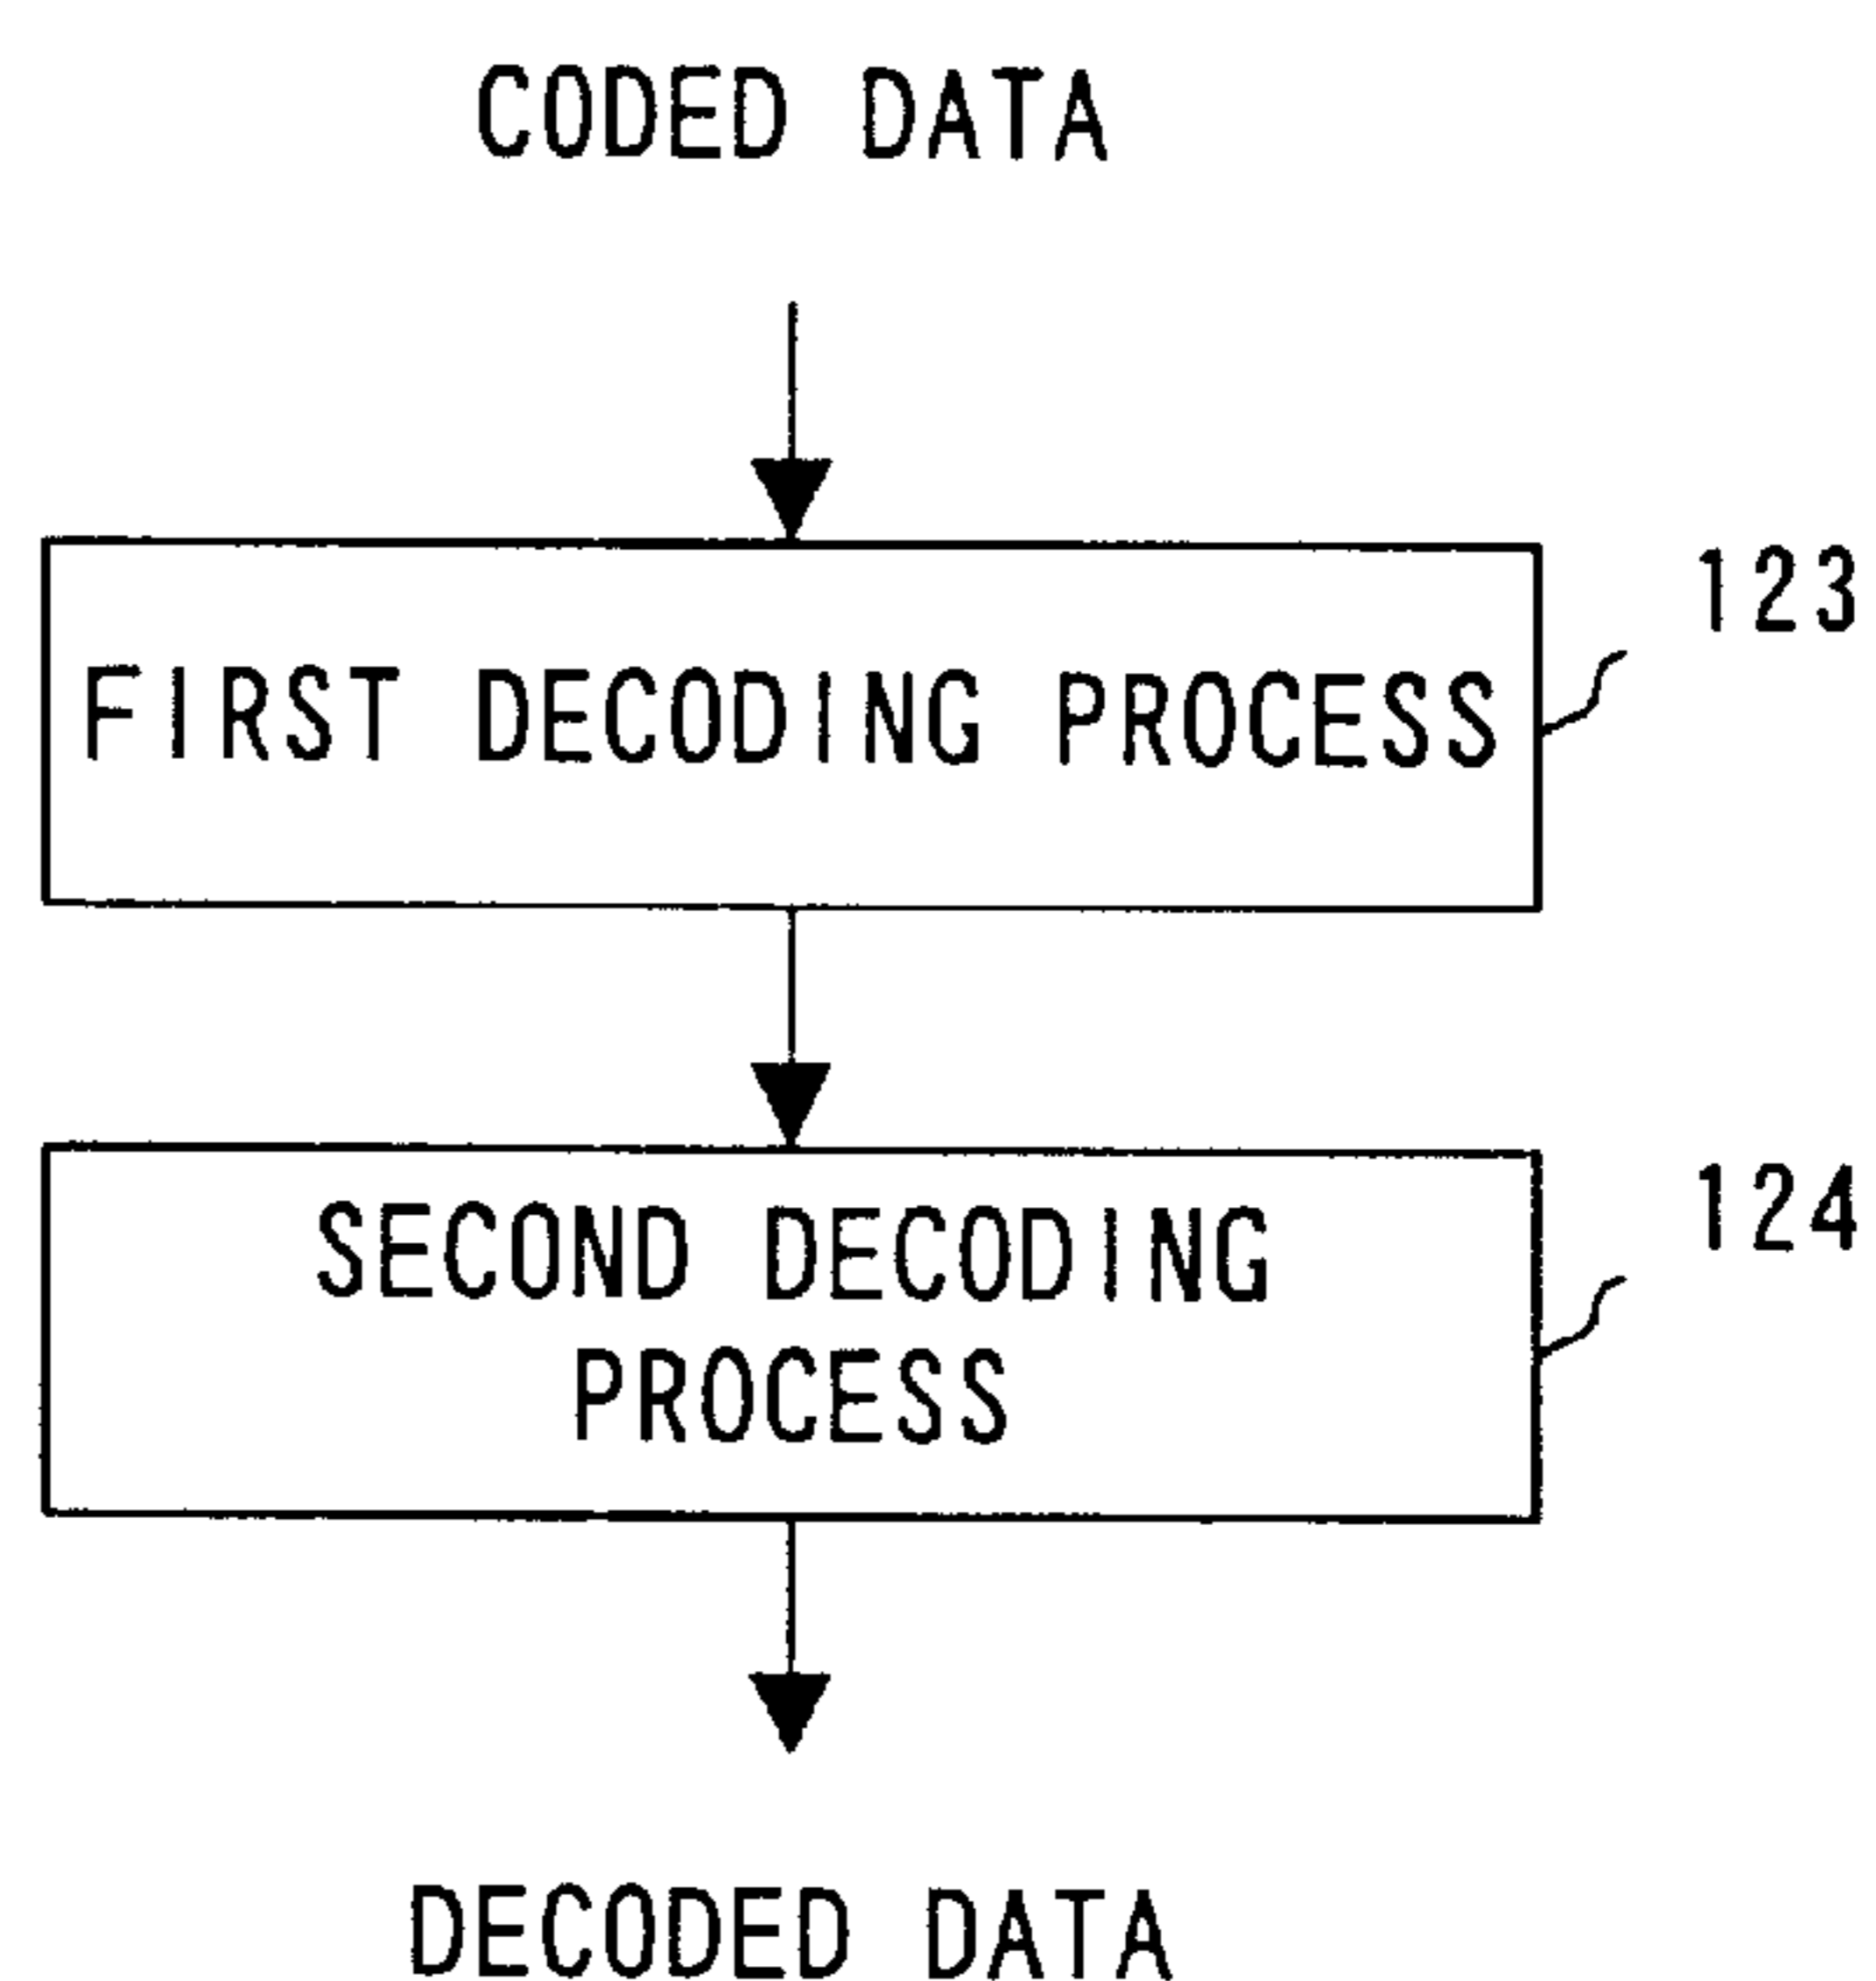 CODED DATA
123
FIRST DECODING PROCESS
124
SECOND DECODING
PROCESS
DECODED DATA